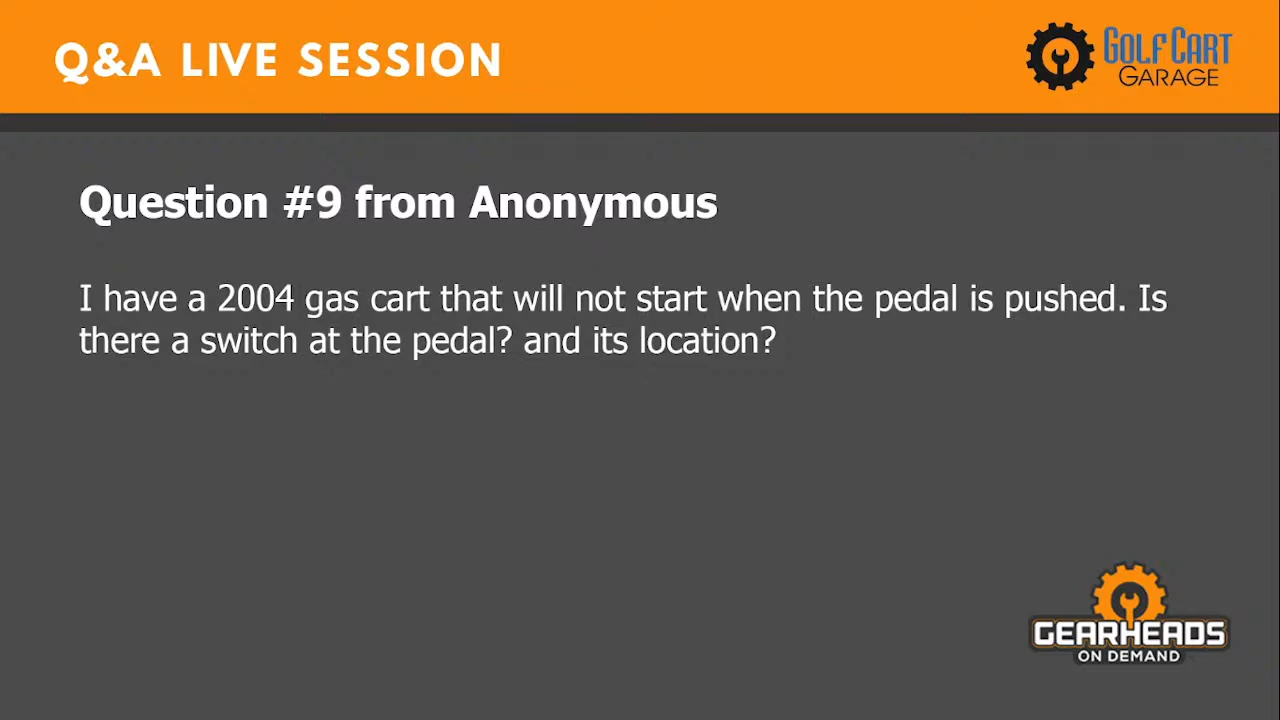 Q&A LIVE SESSION
GOLF CART
GARAGE
Question #9 from Anonymous
I have a 2004 gas cart that will not start when the pedal is pushed. Is
there a switch at the pedal? and its location?
GEARHEADS
ON DEMAND